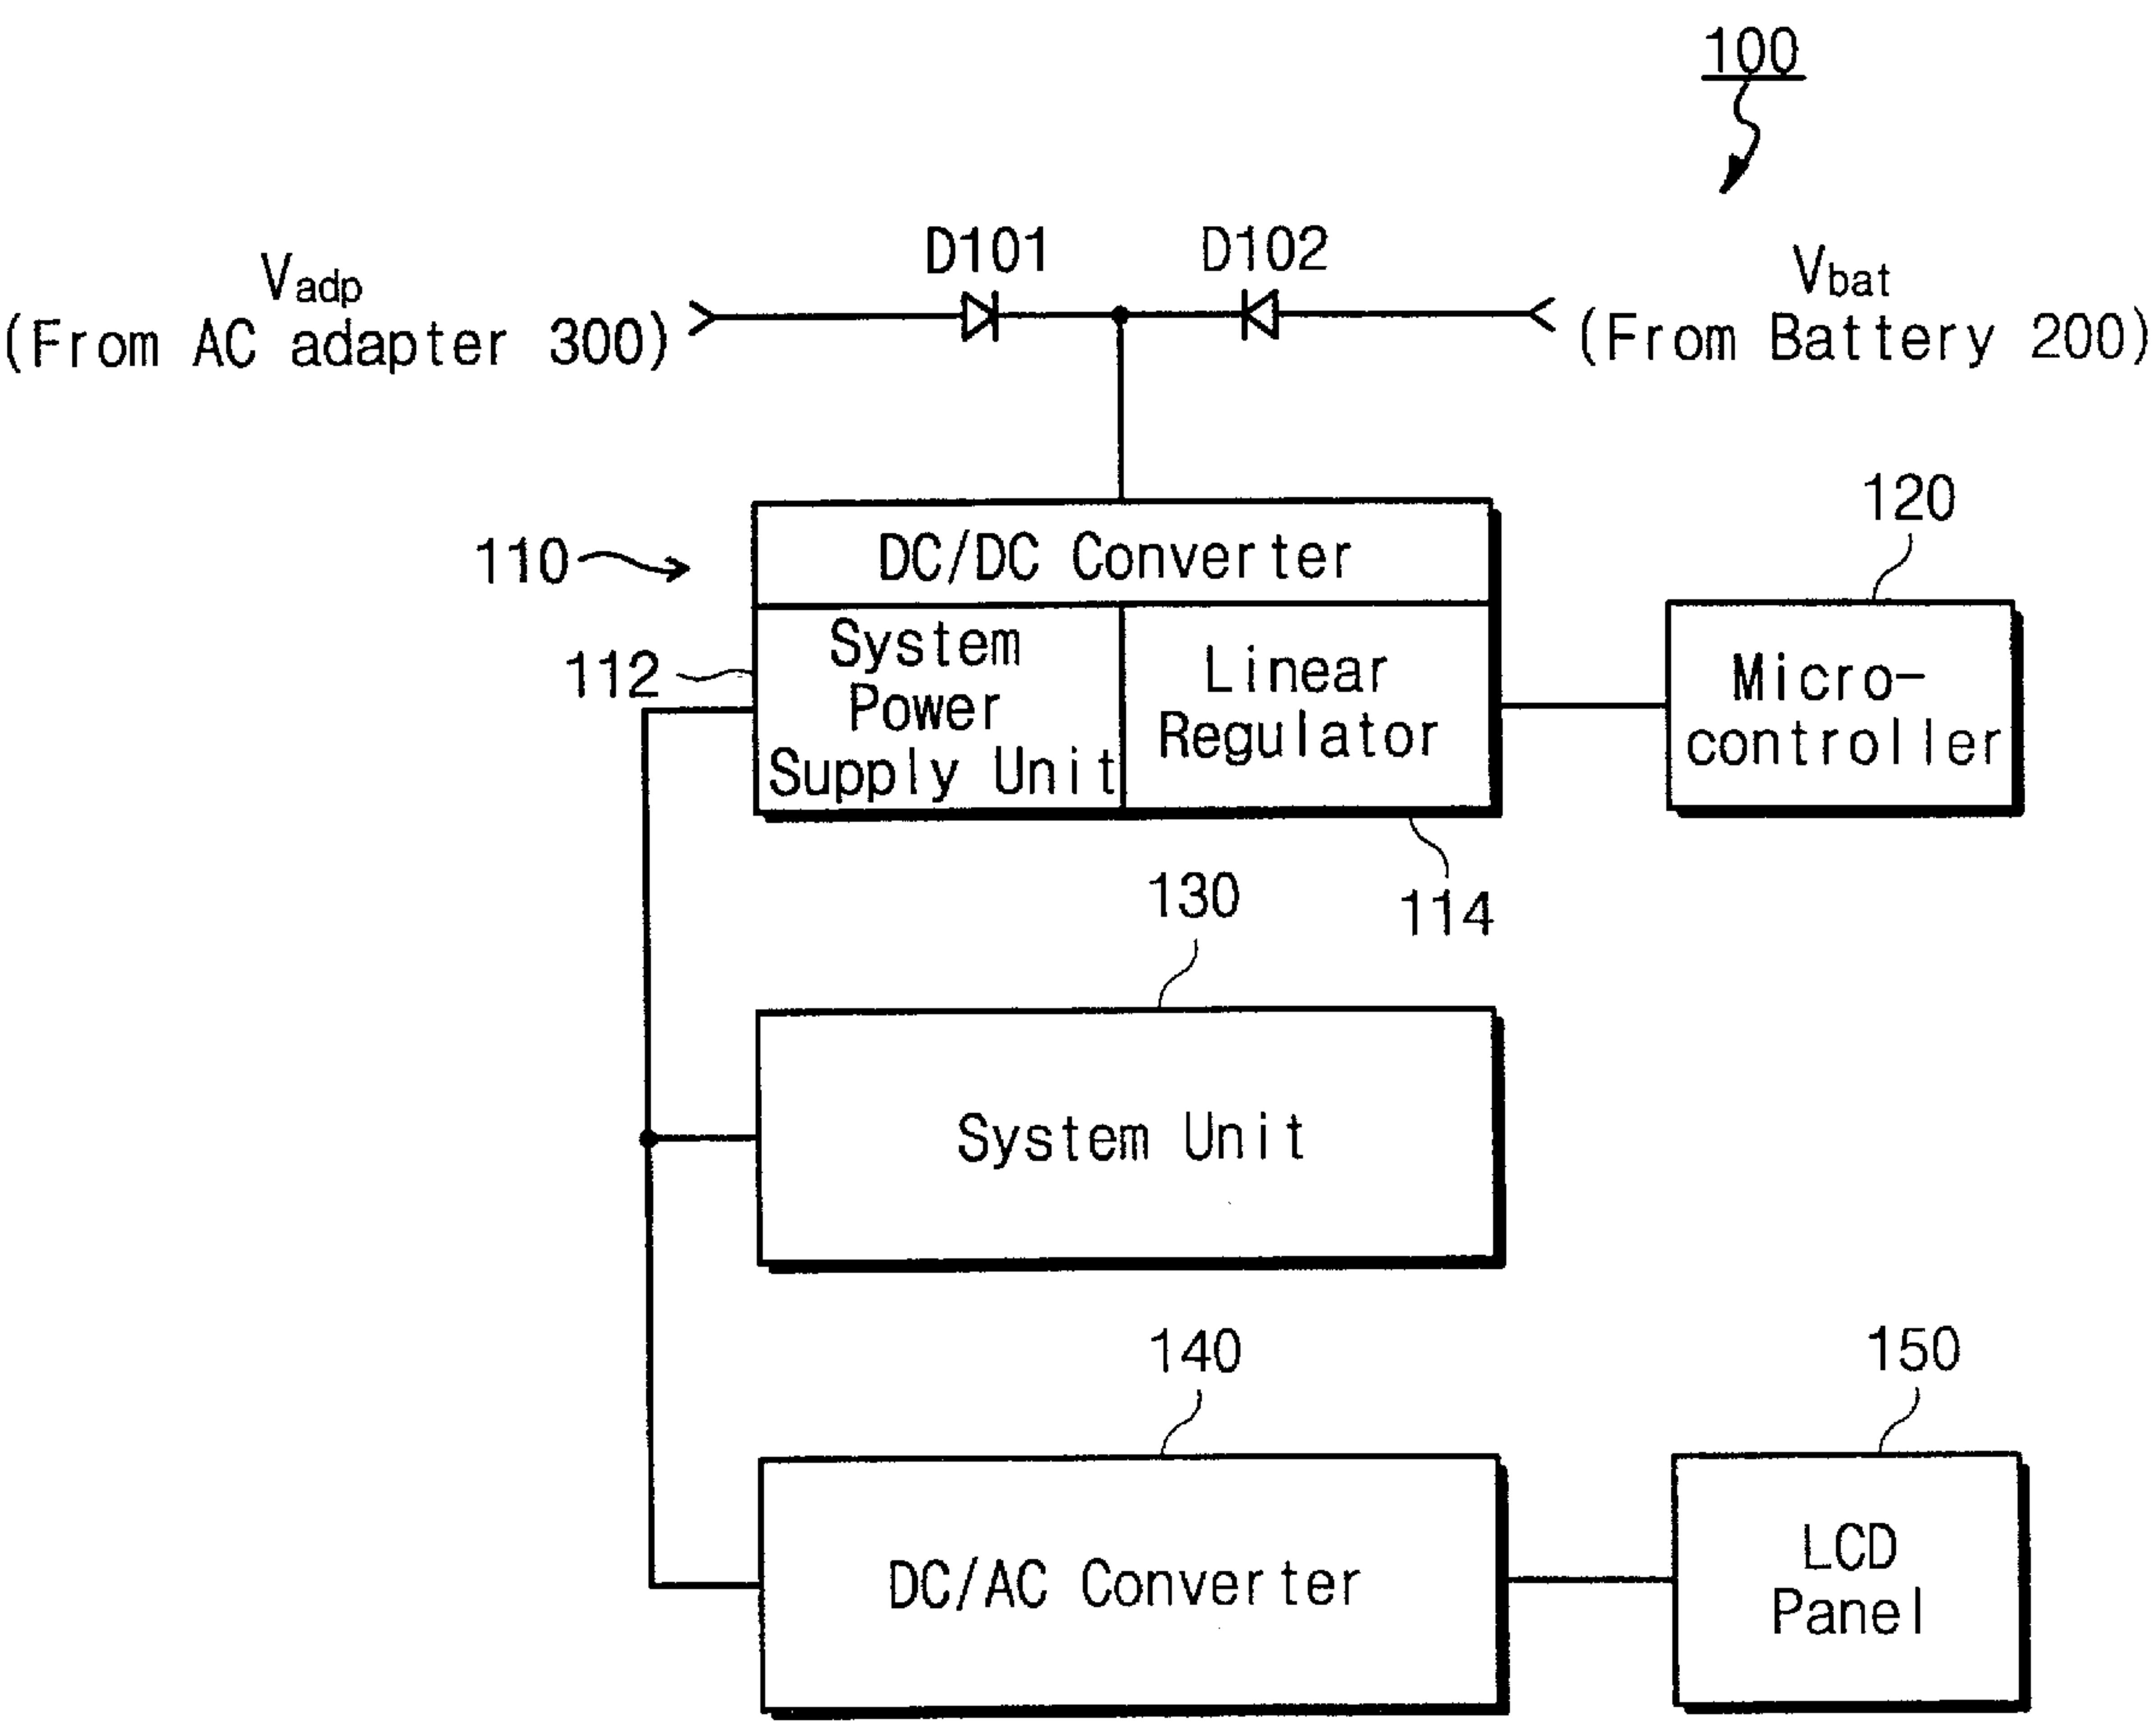 100
D101
D102
Vadp
(From AC adapter 300)
Vbat
(From Battery 200)
110
DC/DC Converter
120
112
System
Power
Supply Unit
Linear
Regulator
Micro-
controller
114
130
System Unit
140
150
DC/AC Converter
LCD
Panel